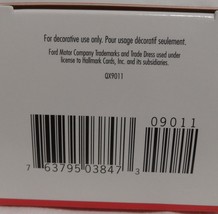 For decorative use only. Pour usage décoratif seulement.
Ford Motor Company Trademarks and Trade Dress used under
license to Hallmark Cards, Inc. and its subsidiaries.
QX9011
09011
7 63795 03847 3